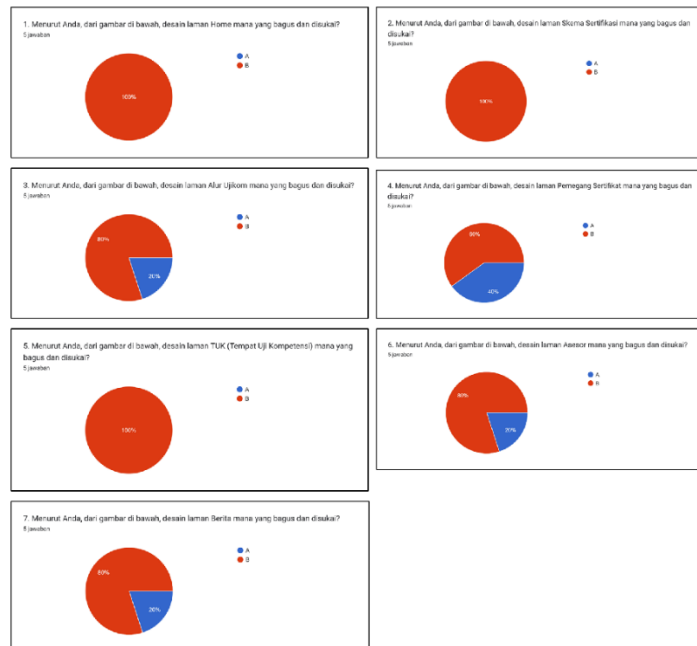 1. Menurut Anda, dari gambar di bawah, desain laman Home mana yang bagus dan disukai?
5 jawaban
A
B
100%
2. Menurut Anda, dari gambar di bawah, desain laman Skema Sertifikasi mana yang bagus dan
disukai?
5 jawaban
A
B
100%
3. Menurut Anda, dari gambar di bawah, desain laman Alur Ujikom mana yang bagus dan disukai?
5 jawaban
A
B
80%
20%
4. Menurut Anda, dari gambar di bawah, desain laman Pemegang Sertifikat mana yang bagus dan
disukai?
5 jawaban
A
B
60%
40%
5. Menurut Anda, dari gambar di bawah, desain laman TUK (Tempat Uji Kompetensi) mana yang
bagus dan disukai?
5 jawaban
A
B
100%
6. Menurut Anda, dari gambar di bawah, desain laman Asesor mana yang bagus dan disukai?
5 jawaban
A
B
80%
20%
7. Menurut Anda, dari gambar di bawah, desain laman Berita mana yang bagus dan disukai?
5 jawaban
A
B
80%
20%